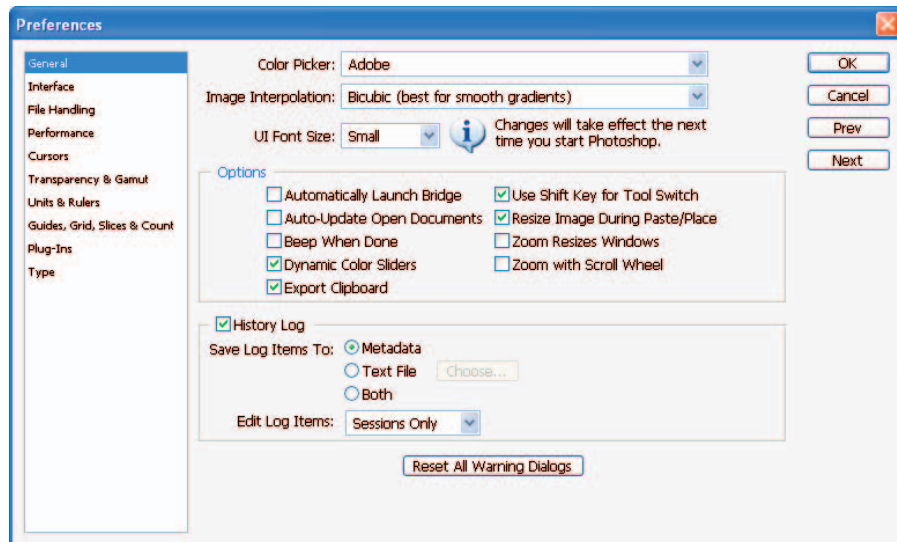 Preferences
General
Interface
File Handling
Performance
Cursors
Transparency & Gamut
Units & Rulers
Guides, Grid, Slices & Count
Plug-Ins
Type
Color Picker: Adobe
Image Interpolation: Bicubic (best for smooth gradients)
UI Font Size: Small
Changes will take effect the next
time you start Photoshop.
Options
Automatically Launch Bridge
Auto-Update Open Documents
Beep When Done
Dynamic Color Sliders
Export Clipboard
Use Shift Key for Tool Switch
Resize Image During Paste/Place
Zoom Resizes Windows
Zoom with Scroll Wheel
History Log
Save Log Items To: Metadata
Text File Choose...
Both
Edit Log Items: Sessions Only
Reset All Warning Dialogs
OK
Cancel
Prev
Next